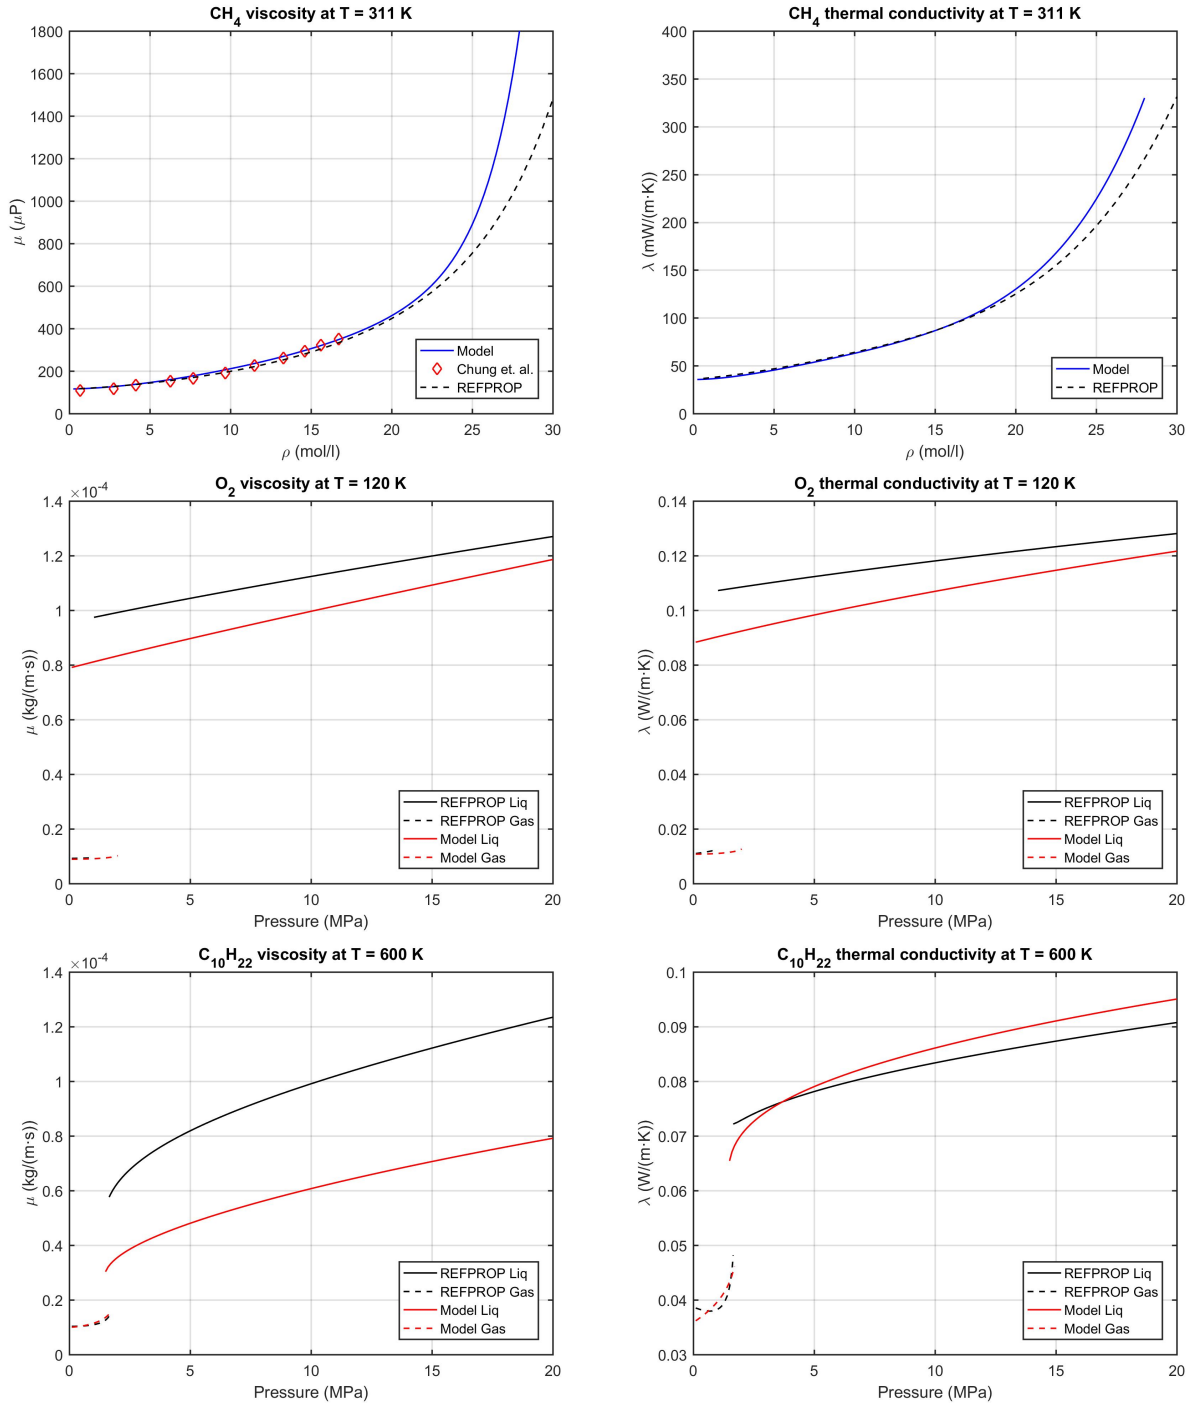 CH4 viscosity at T = 311 K
1800
1600
1400
1200
1000
800
600
400
200
0
μ (μP)
0 5 10 15 20 25 30
ρ (mol/l)
Model
Chung et. al.
REFPROP
CH4 thermal conductivity at T = 311 K
400
350
300
250
200
150
100
50
0
λ (mW/(m·K))
0 5 10 15 20 25 30
ρ (mol/l)
Model
REFPROP
O2 viscosity at T = 120 K
×10-4
1.4
1.2
1
0.8
0.6
0.4
0.2
0
μ (kg/(m·s))
0 5 10 15 20
Pressure (MPa)
REFPROP Liq
REFPROP Gas
Model Liq
Model Gas
O2 thermal conductivity at T = 120 K
0.14
0.12
0.1
0.08
0.06
0.04
0.02
0
λ (W/(m·K))
0 5 10 15 20
Pressure (MPa)
REFPROP Liq
REFPROP Gas
Model Liq
Model Gas
C10H22 viscosity at T = 600 K
×10-4
1.4
1.2
1
0.8
0.6
0.4
0.2
0
μ (kg/(m·s))
0 5 10 15 20
Pressure (MPa)
REFPROP Liq
REFPROP Gas
Model Liq
Model Gas
C10H22 thermal conductivity at T = 600 K
0.1
0.09
0.08
0.07
0.06
0.05
0.04
0.03
λ (W/(m·K))
0 5 10 15 20
Pressure (MPa)
REFPROP Liq
REFPROP Gas
Model Liq
Model Gas